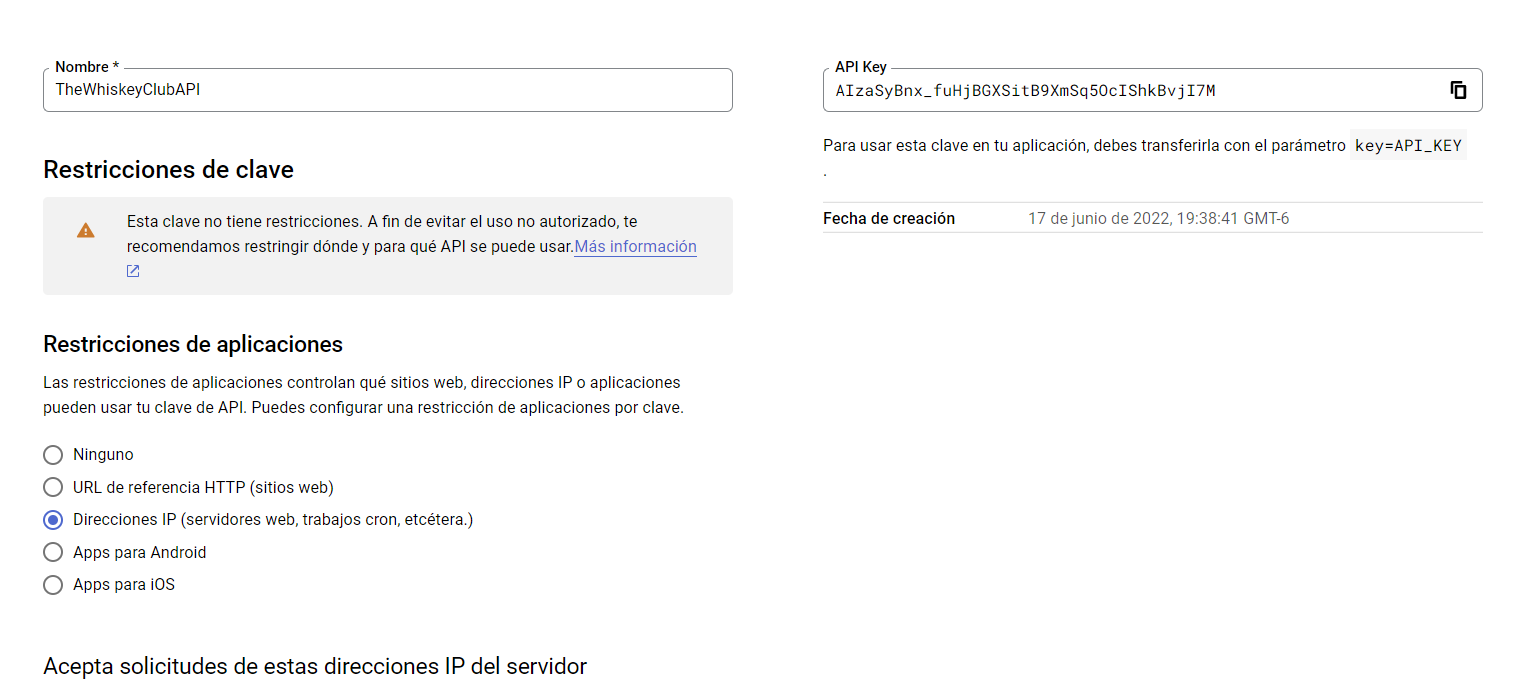 Nombre *
TheWhiskeyClubAPI
API Key
AIzaSyBnx_fuHjBGXSitB9XmSq5OcIShkBvjI7M
Para usar esta clave en tu aplicación, debes transferirla con el parámetro key=API_KEY
.
Fecha de creación 17 de junio de 2022, 19:38:41 GMT-6
Restricciones de clave
Esta clave no tiene restricciones. A fin de evitar el uso no autorizado, te
recomendamos restringir dónde y para qué API se puede usar.Más información
Restricciones de aplicaciones
Las restricciones de aplicaciones controlan qué sitios web, direcciones IP o aplicaciones
pueden usar tu clave de API. Puedes configurar una restricción de aplicaciones por clave.
Ninguno
URL de referencia HTTP (sitios web)
Direcciones IP (servidores web, trabajos cron, etcétera.)
Apps para Android
Apps para iOS
Acepta solicitudes de estas direcciones IP del servidor